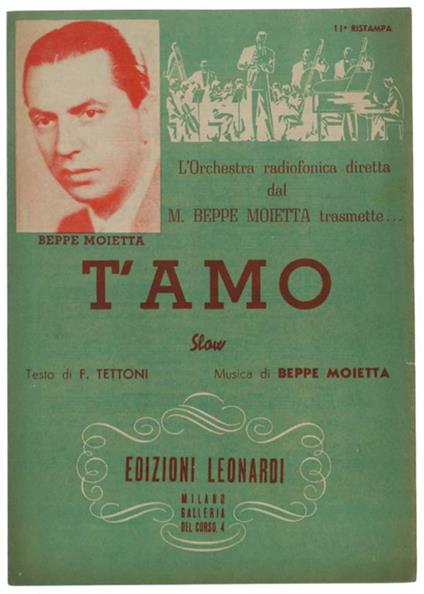 11ª RISTAMPA
L'Orchestra radiofonica diretta
dal
M. BEPPE MOIETTA trasmette...
BEPPE MOIETTA
T'AMO
Slow
Testo di F. TETTONI
Musica di BEPPE MOIETTA
EDIZIONI LEONARDI
MILANO
GALLERIA
DEL CORSO, 4